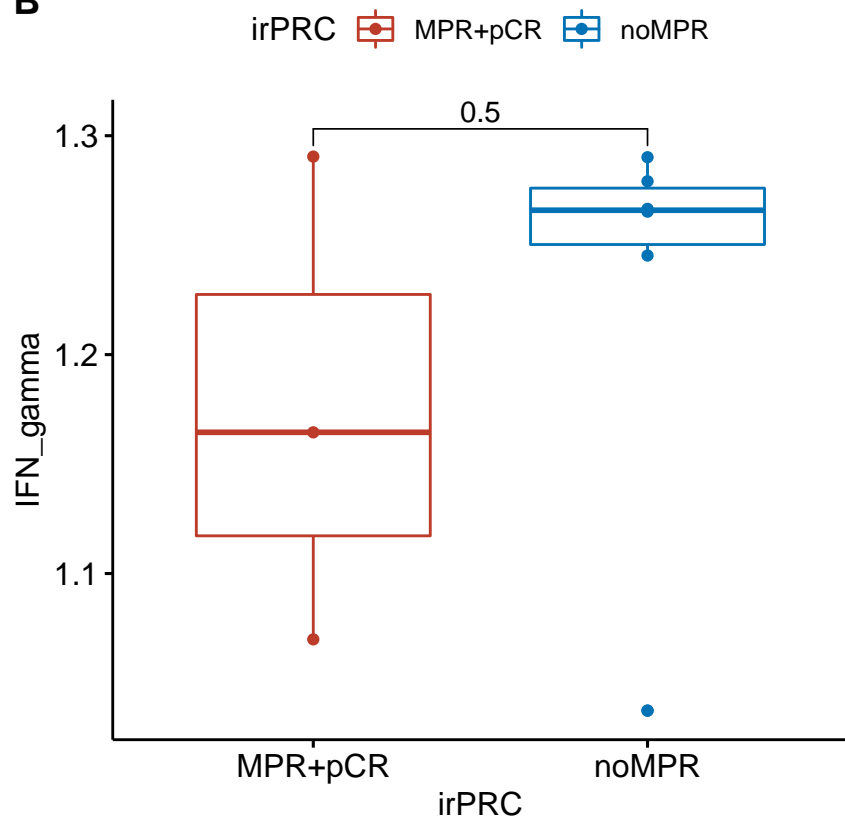 B
irPRC MPR+pCR noMPR
0.5
1.3
1.2
1.1
IFN_gamma
MPR+pCR noMPR
irPRC